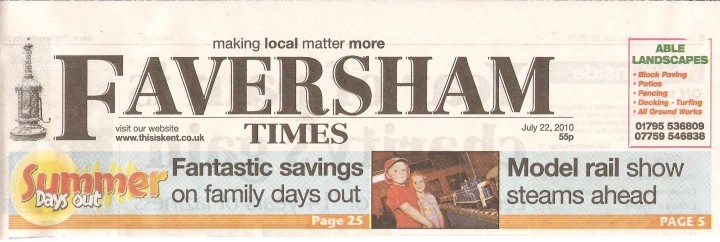 making local matter more
FAVERSHAM
TIMES
visit our website
www.thisiskent.co.uk
July 22, 2010
55p
ABLE
LANDSCAPES
• Block Paving
• Patios
• Fencing
• Decking - Turfing
• All Ground Works
01795 536809
07759 546838
Summer
Days out
Fantastic savings
on family days out
Page 25
Model rail show
steams ahead
PAGE 5